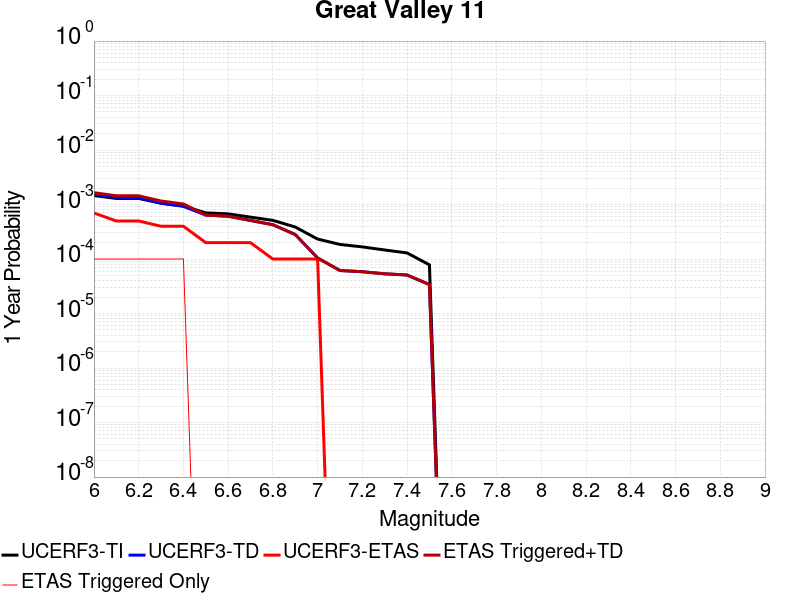 Great Valley 11
1 Year Probability
10^0
10^-1
10^-2
10^-3
10^-4
10^-5
10^-6
10^-7
10^-8
6 6.2 6.4 6.6 6.8 7 7.2 7.4 7.6 7.8 8 8.2 8.4 8.6 8.8 9
Magnitude
UCERF3-TI UCERF3-TD UCERF3-ETAS ETAS Triggered+TD
ETAS Triggered Only